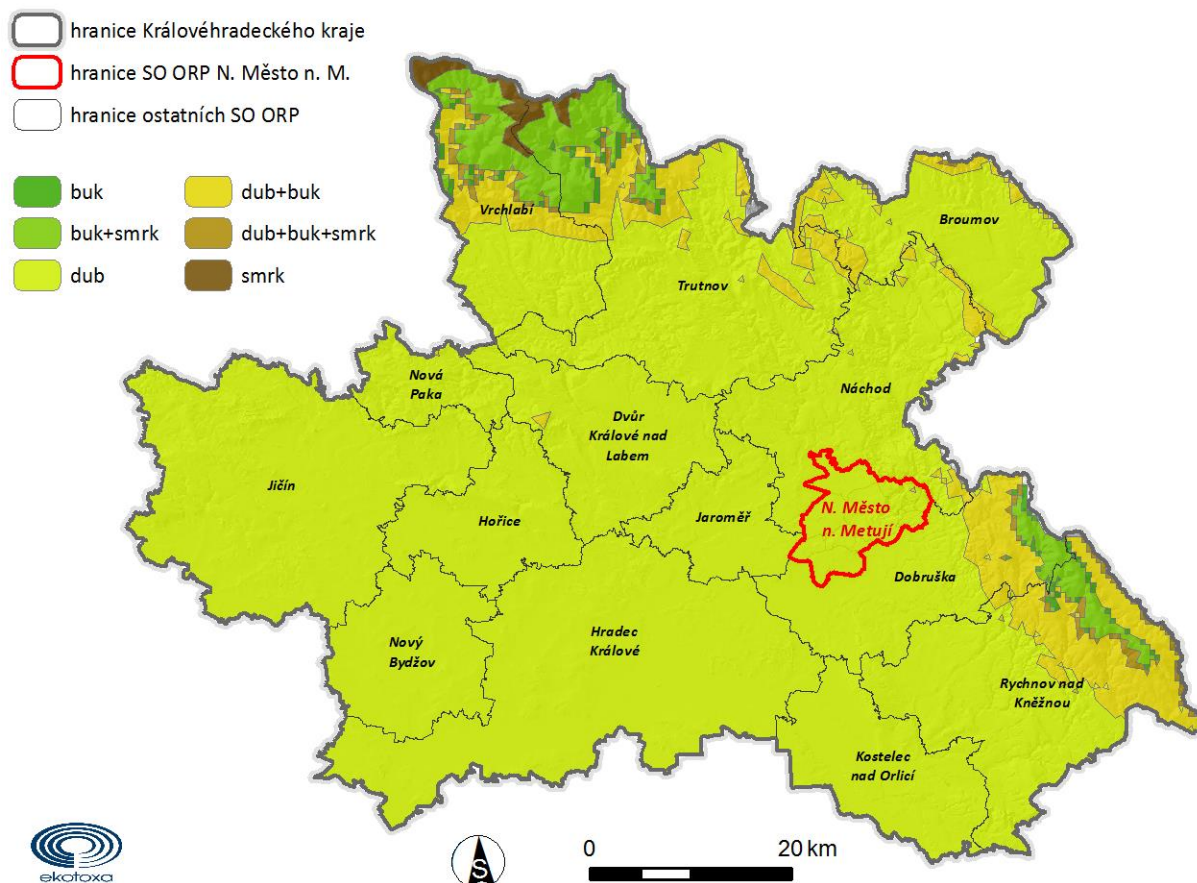 hranice Královéhradeckého kraje
hranice SO ORP N. Město n. M.
hranice ostatních SO ORP
buk
dub+buk
buk+smrk
dub+buk+smrk
dub
smrk
Vrchlabí
Broumov
Trutnov
Nová
Paka
Náchod
Dvůr
Králové nad
Labem
Jičín
Hořice
Jaroměř
N. Město
n. Metují
Dobruška
Nový
Bydžov
Hradec
Králové
Rychnov nad
Kněžnou
Kostelec
nad Orlicí
ekotoxa
S
0
20 km